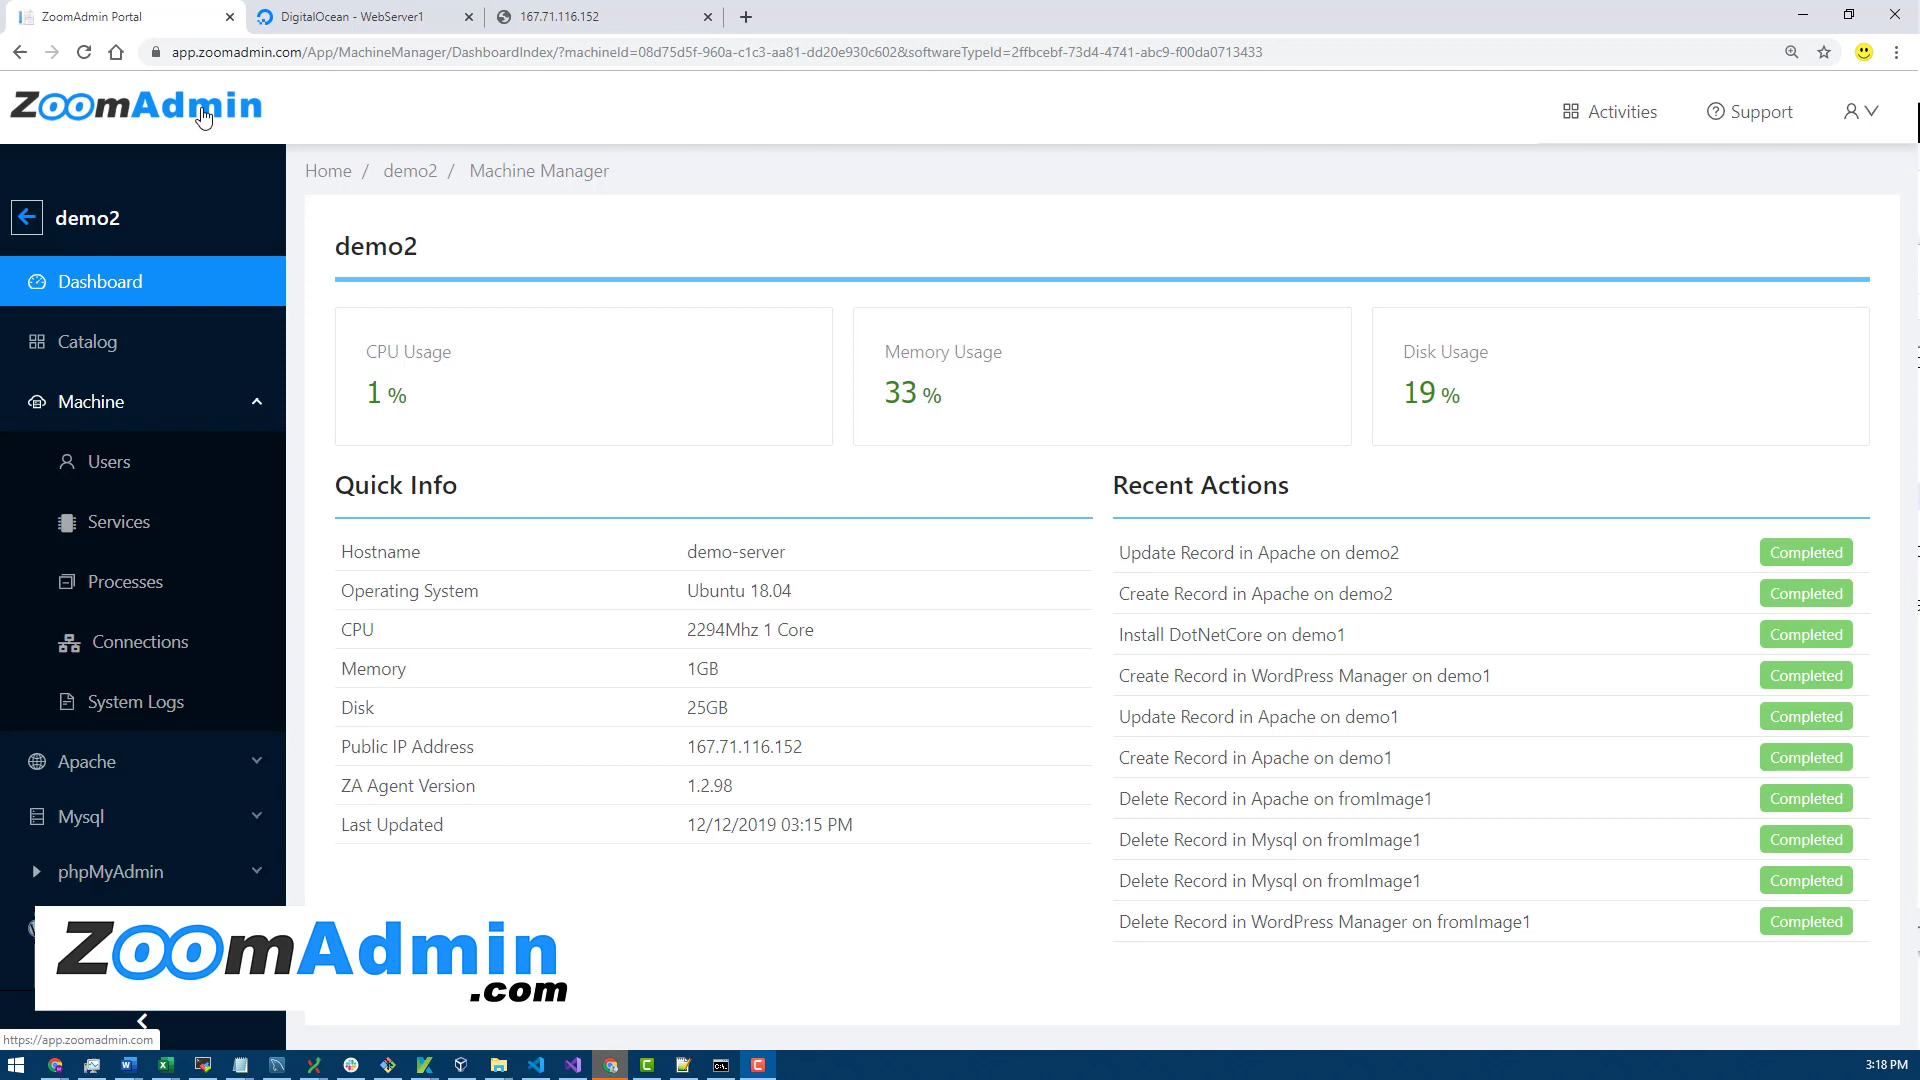 ZoomAdmin Portal
DigitalOcean - WebServer1
167.71.116.152
app.zoomadmin.com/App/MachineManager/DashboardIndex/?machineId=08d75d5f-960a-c1c3-aa81-dd20e930c602&softwareTypeId=2ffbcebf-73d4-4741-abc9-f00da0713433
ZoomAdmin
Activities
Support
Home / demo2 / Machine Manager
demo2
Dashboard
Catalog
Machine
Users
Services
Processes
Connections
System Logs
Apache
Mysql
phpMyAdmin
demo2
CPU Usage
1 %
Memory Usage
33 %
Disk Usage
19 %
Quick Info
Hostname demo-server
Operating System Ubuntu 18.04
CPU 2294Mhz 1 Core
Memory 1GB
Disk 25GB
Public IP Address 167.71.116.152
ZA Agent Version 1.2.98
Last Updated 12/12/2019 03:15 PM
Recent Actions
Update Record in Apache on demo2 Completed
Create Record in Apache on demo2 Completed
Install DotNetCore on demo1 Completed
Create Record in WordPress Manager on demo1 Completed
Update Record in Apache on demo1 Completed
Create Record in Apache on demo1 Completed
Delete Record in Apache on fromImage1 Completed
Delete Record in Mysql on fromImage1 Completed
Delete Record in Mysql on fromImage1 Completed
Delete Record in WordPress Manager on fromImage1 Completed
ZoomAdmin
.com
https://app.zoomadmin.com
3:18 PM